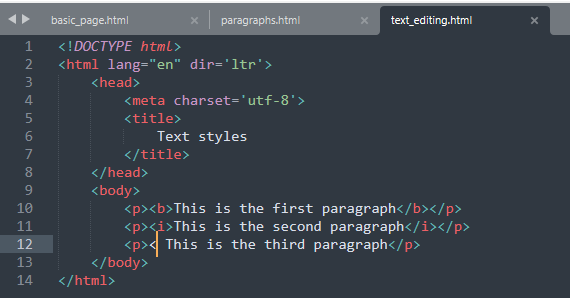 basic_page.html × paragraphs.html × text_editing.html ×
1 <!DOCTYPE html>
2 <html lang="en" dir='ltr'>
3 <head>
4 <meta charset='utf-8'>
5 <title>
6 Text styles
7 </title>
8 </head>
9 <body>
10 <p><b>This is the first paragraph</b></p>
11 <p><i>This is the second paragraph</i></p>
12 <p>< This is the third paragraph</p>
13 </body>
14 </html>